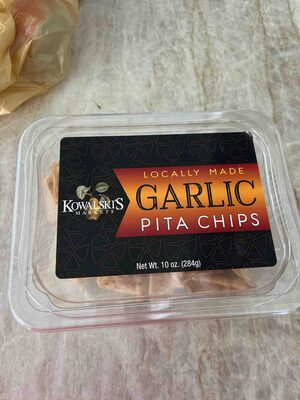 LOCALLY MADE
GARLIC
KOWALSKI'S
MARKETS
PITA CHIPS
Net Wt. 10 oz. (284g)